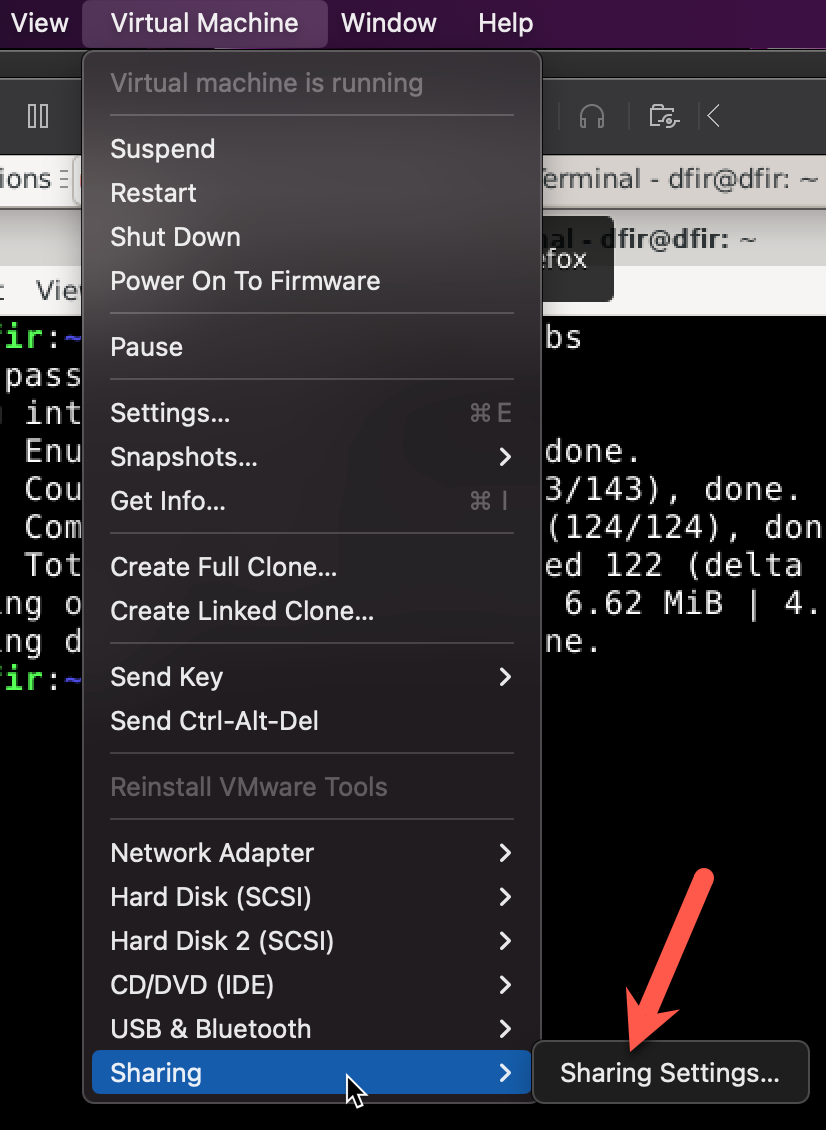 View Virtual Machine Window Help
Virtual machine is running
Suspend
ions
Terminal - dfir@dfir: ~
Restart
Shut Down
nal - dfir@dfir: ~
efox
Power On To Firmware
t View
fir:~
bs
Pause
pass
int
Settings... ⌘ E
Enu
done.
Snapshots...
Cou
3/143), done.
Get Info... ⌘ I
Com
(124/124), don
Create Full Clone...
Tot
ed 122 (delta
Create Linked Clone...
ing o
6.62 MiB | 4.
ing d
ne.
Send Key
fir:~
Send Ctrl-Alt-Del
Reinstall VMware Tools
Network Adapter
Hard Disk (SCSI)
Hard Disk 2 (SCSI)
CD/DVD (IDE)
USB & Bluetooth
Sharing
Sharing Settings...